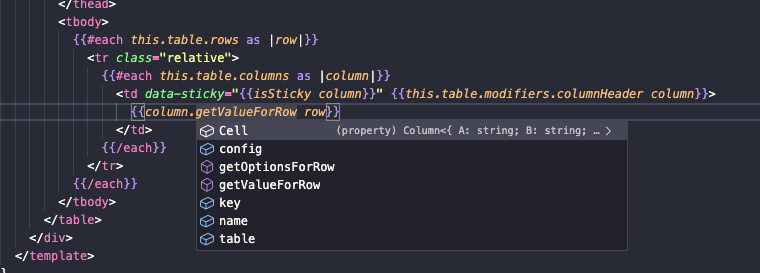 </thead>
<tbody>
{{#each this.table.rows as |row|}}
<tr class="relative">
{{#each this.table.columns as |column|}}
<td data-sticky="{{isSticky column}}" {{this.table.modifiers.columnHeader column}}>
{{column.getValueForRow row}}
</td>
{{/each}}
</tr>
{{/each}}
</tbody>
</table>
</div>
</template>
}
Cell (property) Column<{ A: string; B: string; … >
config
getOptionsForRow
getValueForRow
key
name
table